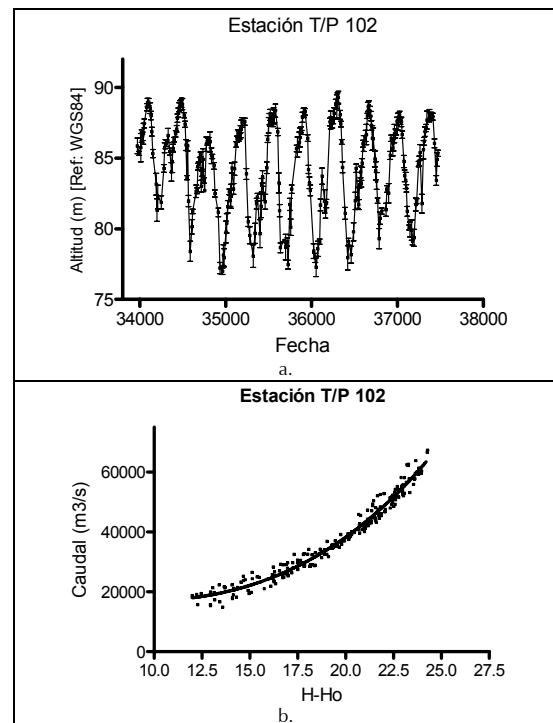 Estación T/P 102
Altitud (m) [Ref: WGS84)
90
85
80
75
34000 35000 36000 37000 38000
Fecha
a.
Estación T/P 102
Caudal (m3/s)
60000
40000
20000
0
10.0 12.5 15.0 17.5 20.0 22.5 25.0 27.5
H-Ho
b.